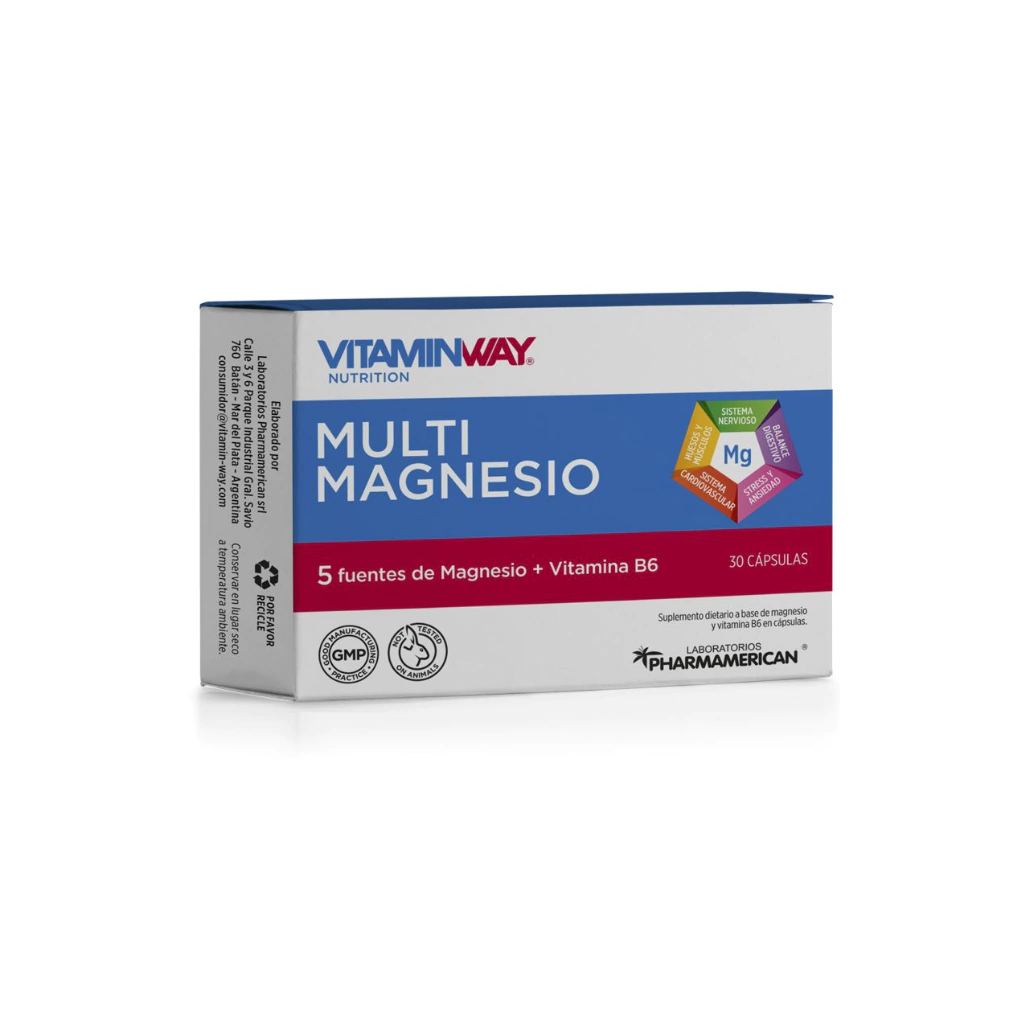 VITAMINWAY®
NUTRITION
MULTI
MAGNESIO
SISTEMA
NERVIOSO
BALANCE
DIGESTIVO
STRESS Y
ANSIEDAD
SISTEMA
CARDIOVASCULAR
HUESOS Y
MÚSCULOS
Mg
5 fuentes de Magnesio + Vitamina B6
30 CÁPSULAS
GOOD MANUFACTURING
GMP
• PRACTICE •
NOT TESTED
ON ANIMALS
Suplemento dietario a base de magnesio
y vitamina B6 en cápsulas.
LABORATORIOS
PHARMAMERICAN ®
Elaborado por
Laboratorios Pharmamerican srl
Calle 3 y 6 Parque Industrial Gral. Savio
760 Batán - Mar del Plata - Argentina
consumidor@vitamin-way.com
POR FAVOR
RECICLE
Conservar en lugar seco
a temperatura ambiente.